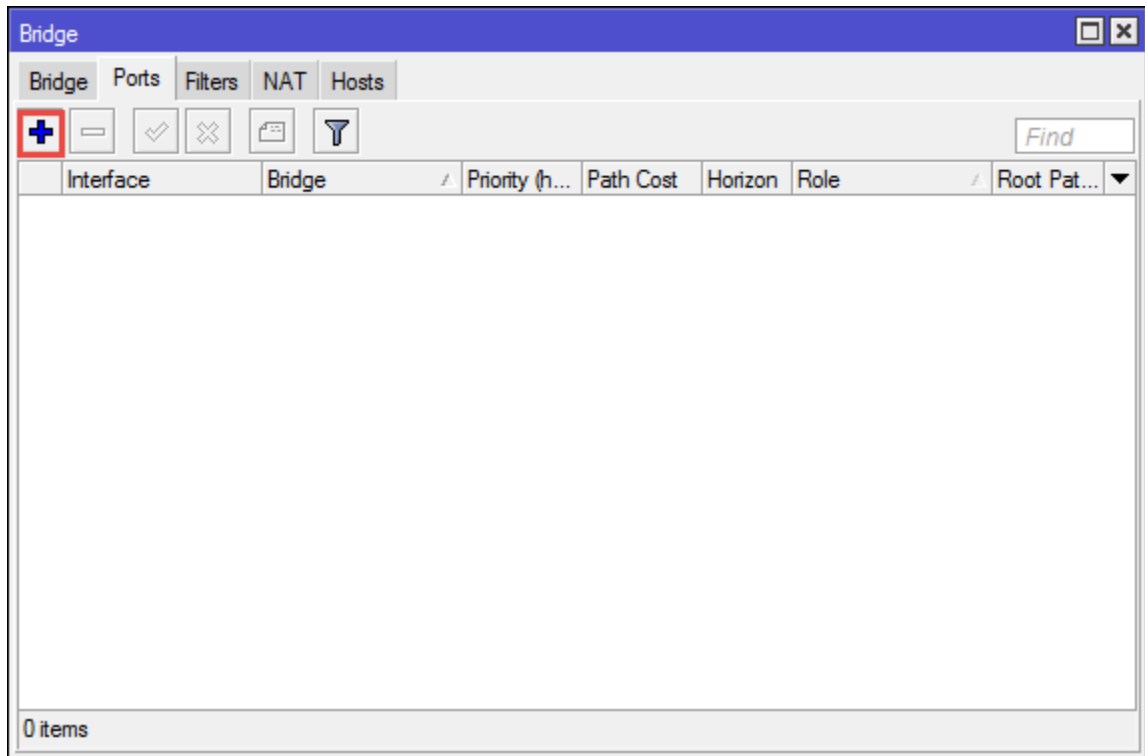 Bridge
Bridge Ports Filters NAT Hosts
Find
Interface Bridge Priority (h... Path Cost Horizon Role Root Pat...
0 items